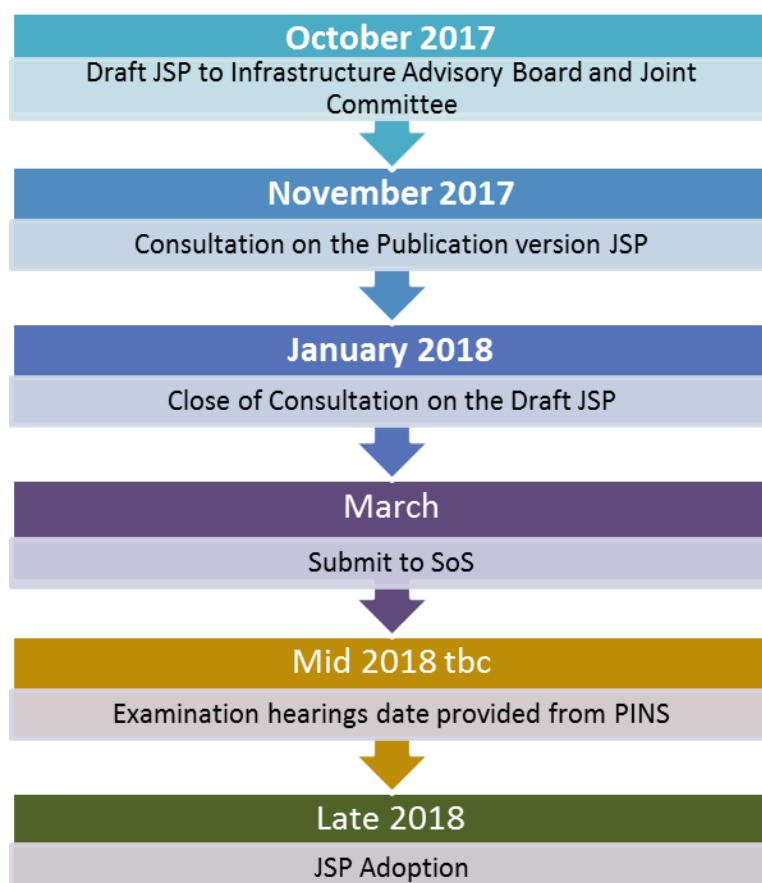 October 2017
Draft JSP to Infrastructure Advisory Board and Joint
Committee
November 2017
Consultation on the Publication version JSP
January 2018
Close of Consultation on the Draft JSP
March
Submit to SoS
Mid 2018 tbc
Examination hearings date provided from PINS
Late 2018
JSP Adoption